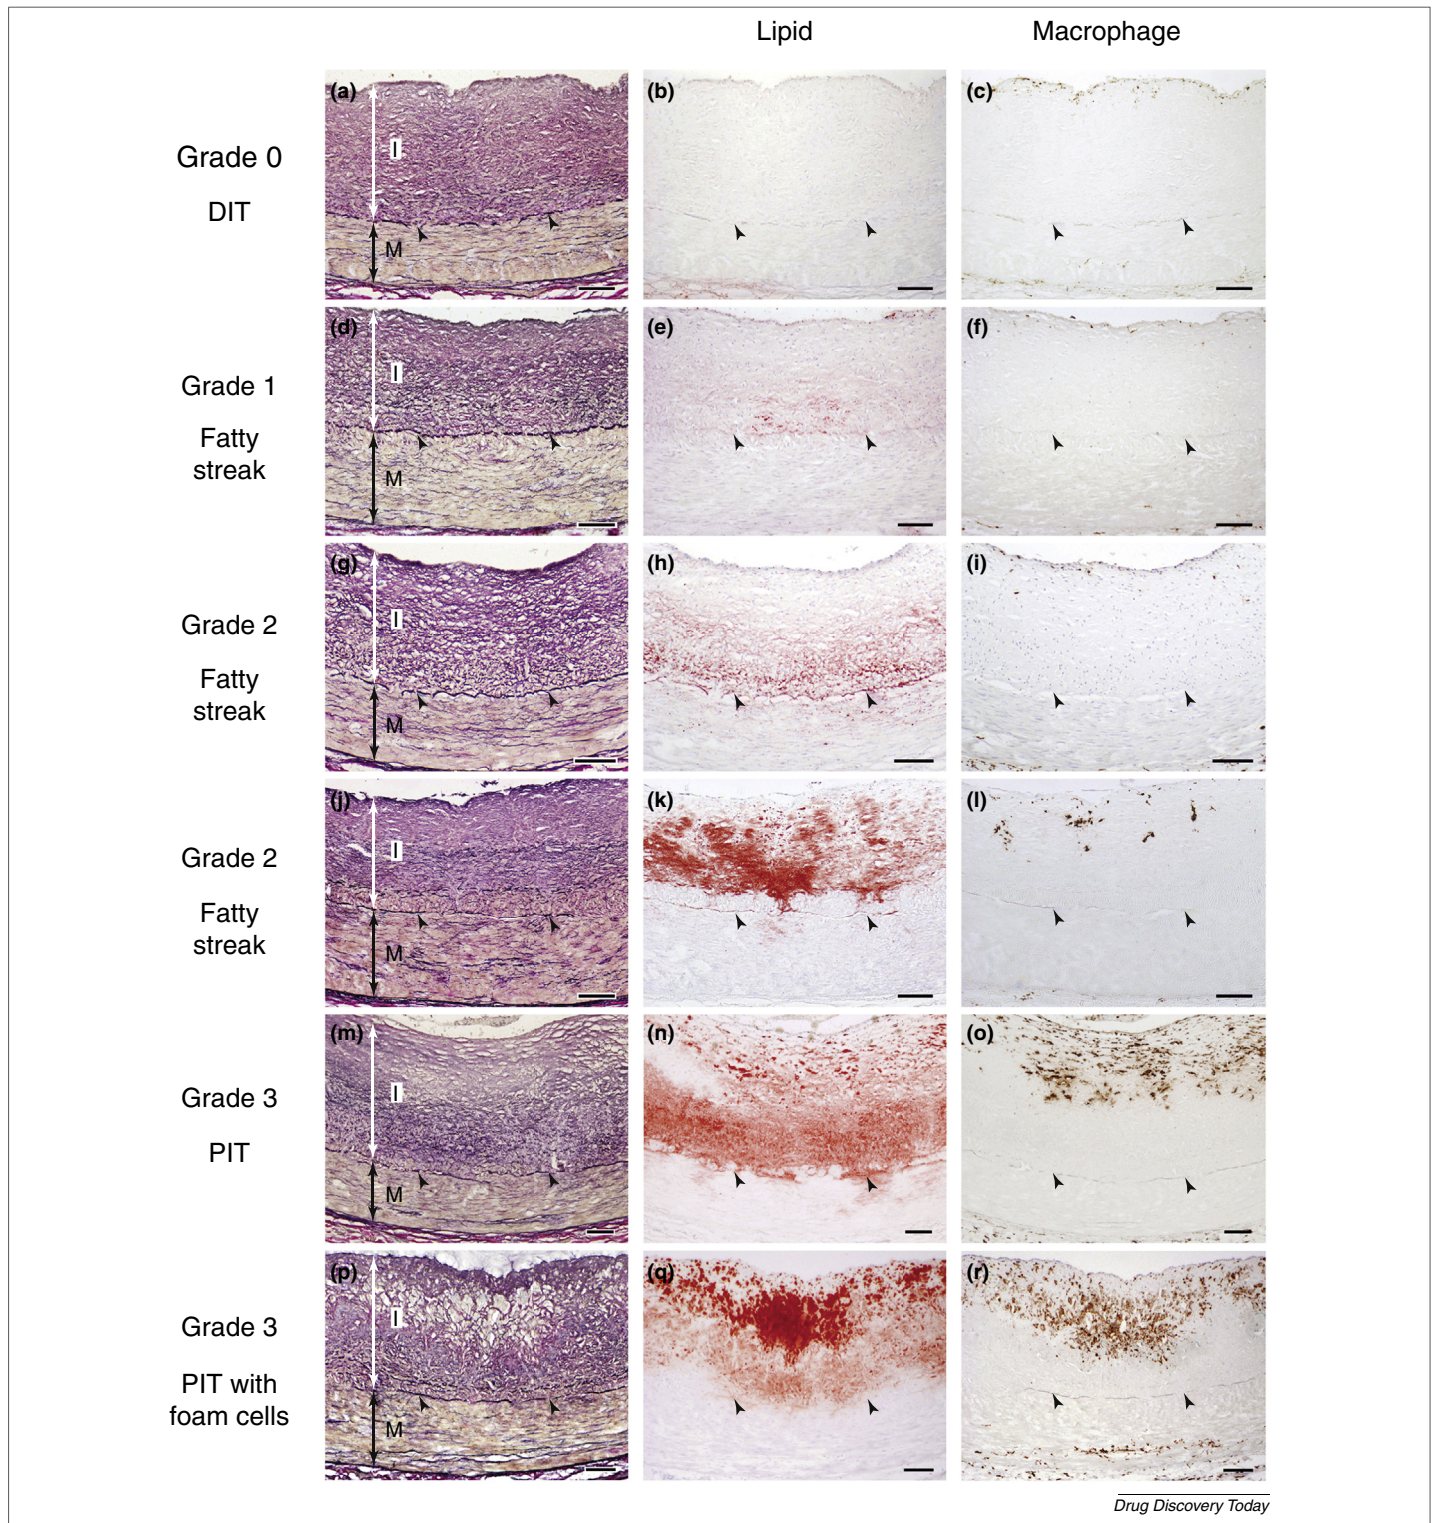 Lipid Macrophage
Grade 0
DIT
(a) I M (b) (c)
Grade 1
Fatty
streak
(d) I M (e) (f)
Grade 2
Fatty
streak
(g) I M (h) (i)
Grade 2
Fatty
streak
(j) I M (k) (l)
Grade 3
PIT
(m) I M (n) (o)
Grade 3
PIT with
foam cells
(p) I M (q) (r)
Drug Discovery Today